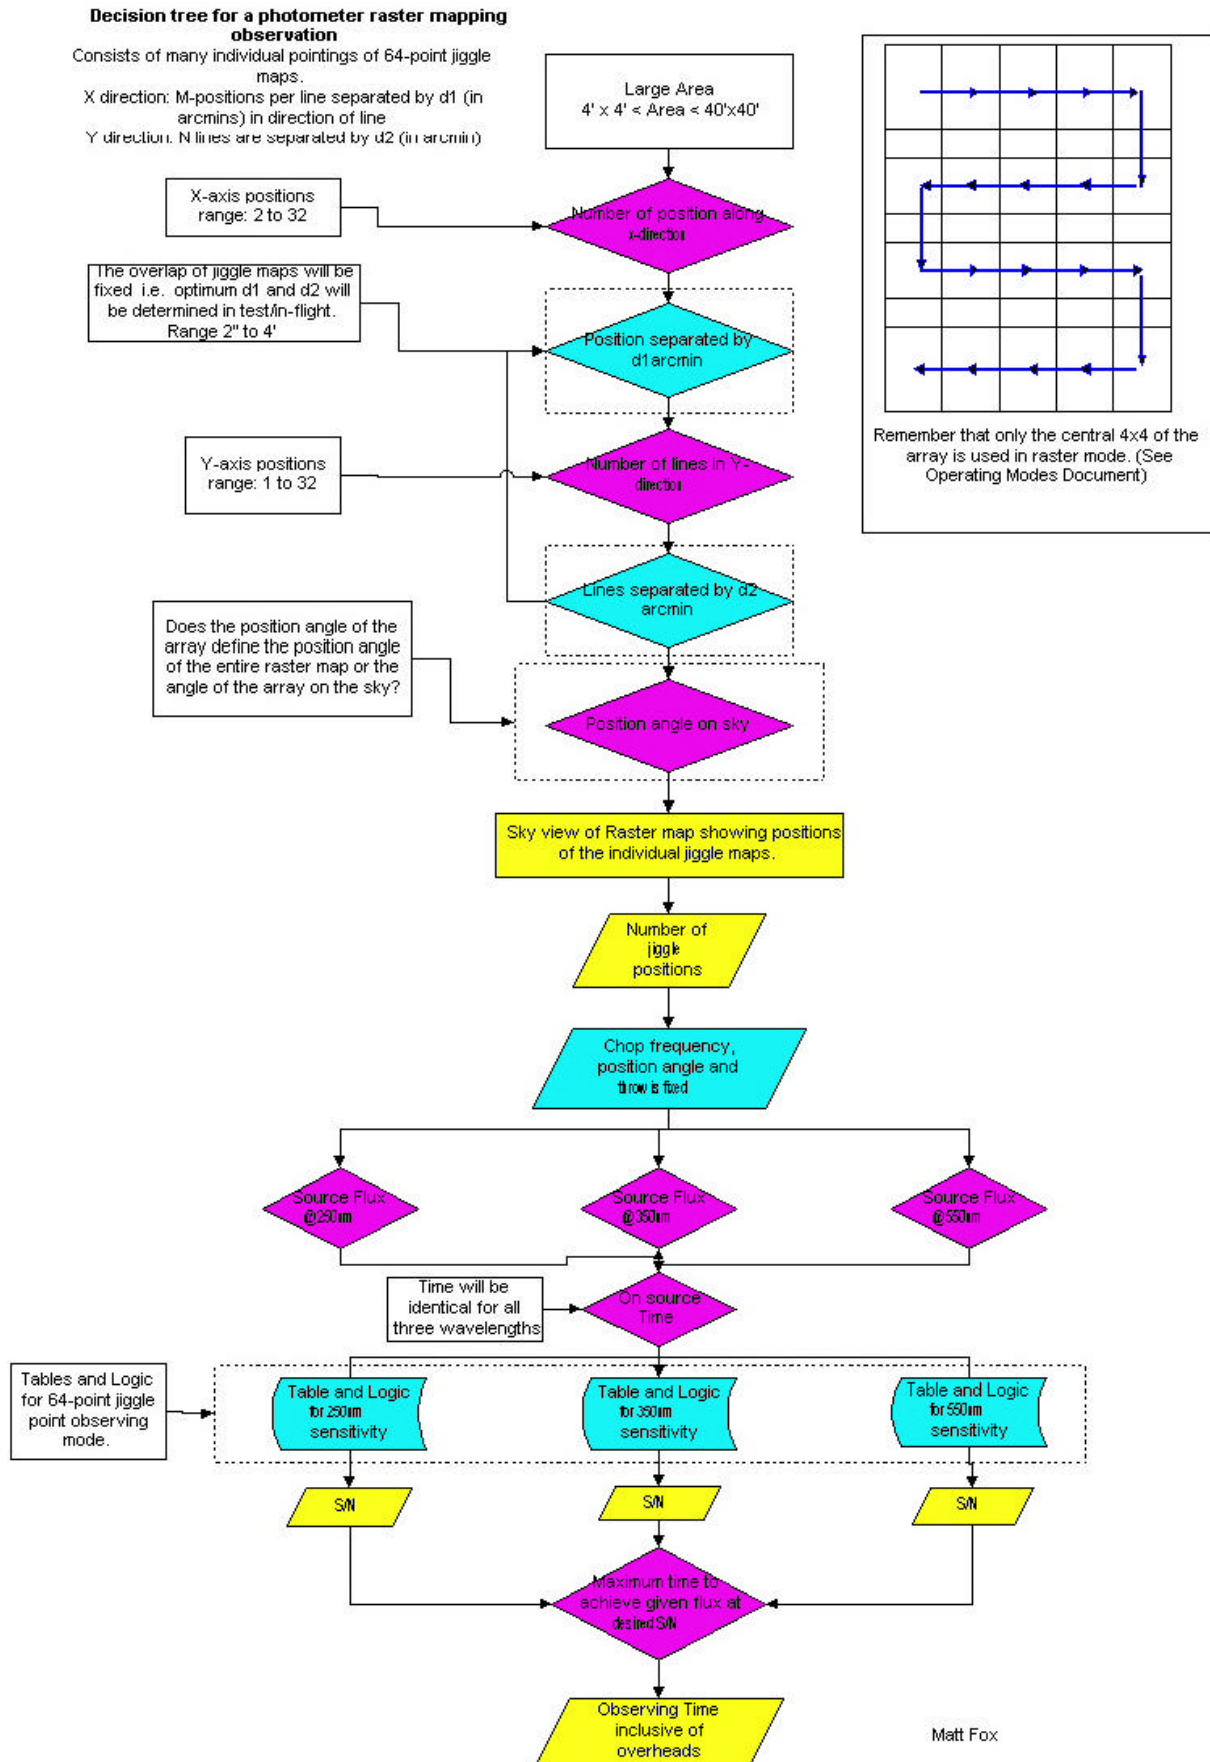 Decision tree for a photometer raster mapping
observation
Consists of many individual pointings of 64-point jiggle
maps.
X direction: M-positions per line separated by d1 (in
arcmins) in direction of line
Y direction: N lines are separated by d2 (in arcmin)
Large Area
4' x 4' < Area < 40'x40'
X-axis positions
range: 2 to 32
Number of position along
x-direction
The overlap of jiggle maps will be
fixed i.e. optimum d1 and d2 will
be determined in test/in-flight.
Range 2" to 4'
Position separated by
d1arcmin
Remember that only the central 4x4 of the
array is used in raster mode. (See
Operating Modes Document)
Y-axis positions
range: 1 to 32
Number of lines in Y-
direction
Lines separated by d2
arcmin
Does the position angle of the
array define the position angle
of the entire raster map or the
angle of the array on the sky?
Position angle on sky
Sky view of Raster map showing positions
of the individual jiggle maps.
Number of
jiggle
positions
Chop frequency,
position angle and
throw is fixed
Source Flux
@250um
Source Flux
@350um
Source Flux
@550um
Time will be
identical for all
three wavelengths
On source
Time
Tables and Logic
for 64-point jiggle
point observing
mode.
Table and Logic
for 250um
sensitivity
Table and Logic
for 350um
sensitivity
Table and Logic
for 550um
sensitivity
S/N
S/N
S/N
Maximum time to
achieve given flux at
desired S/N
Observing Time
inclusive of
overheads
Matt Fox